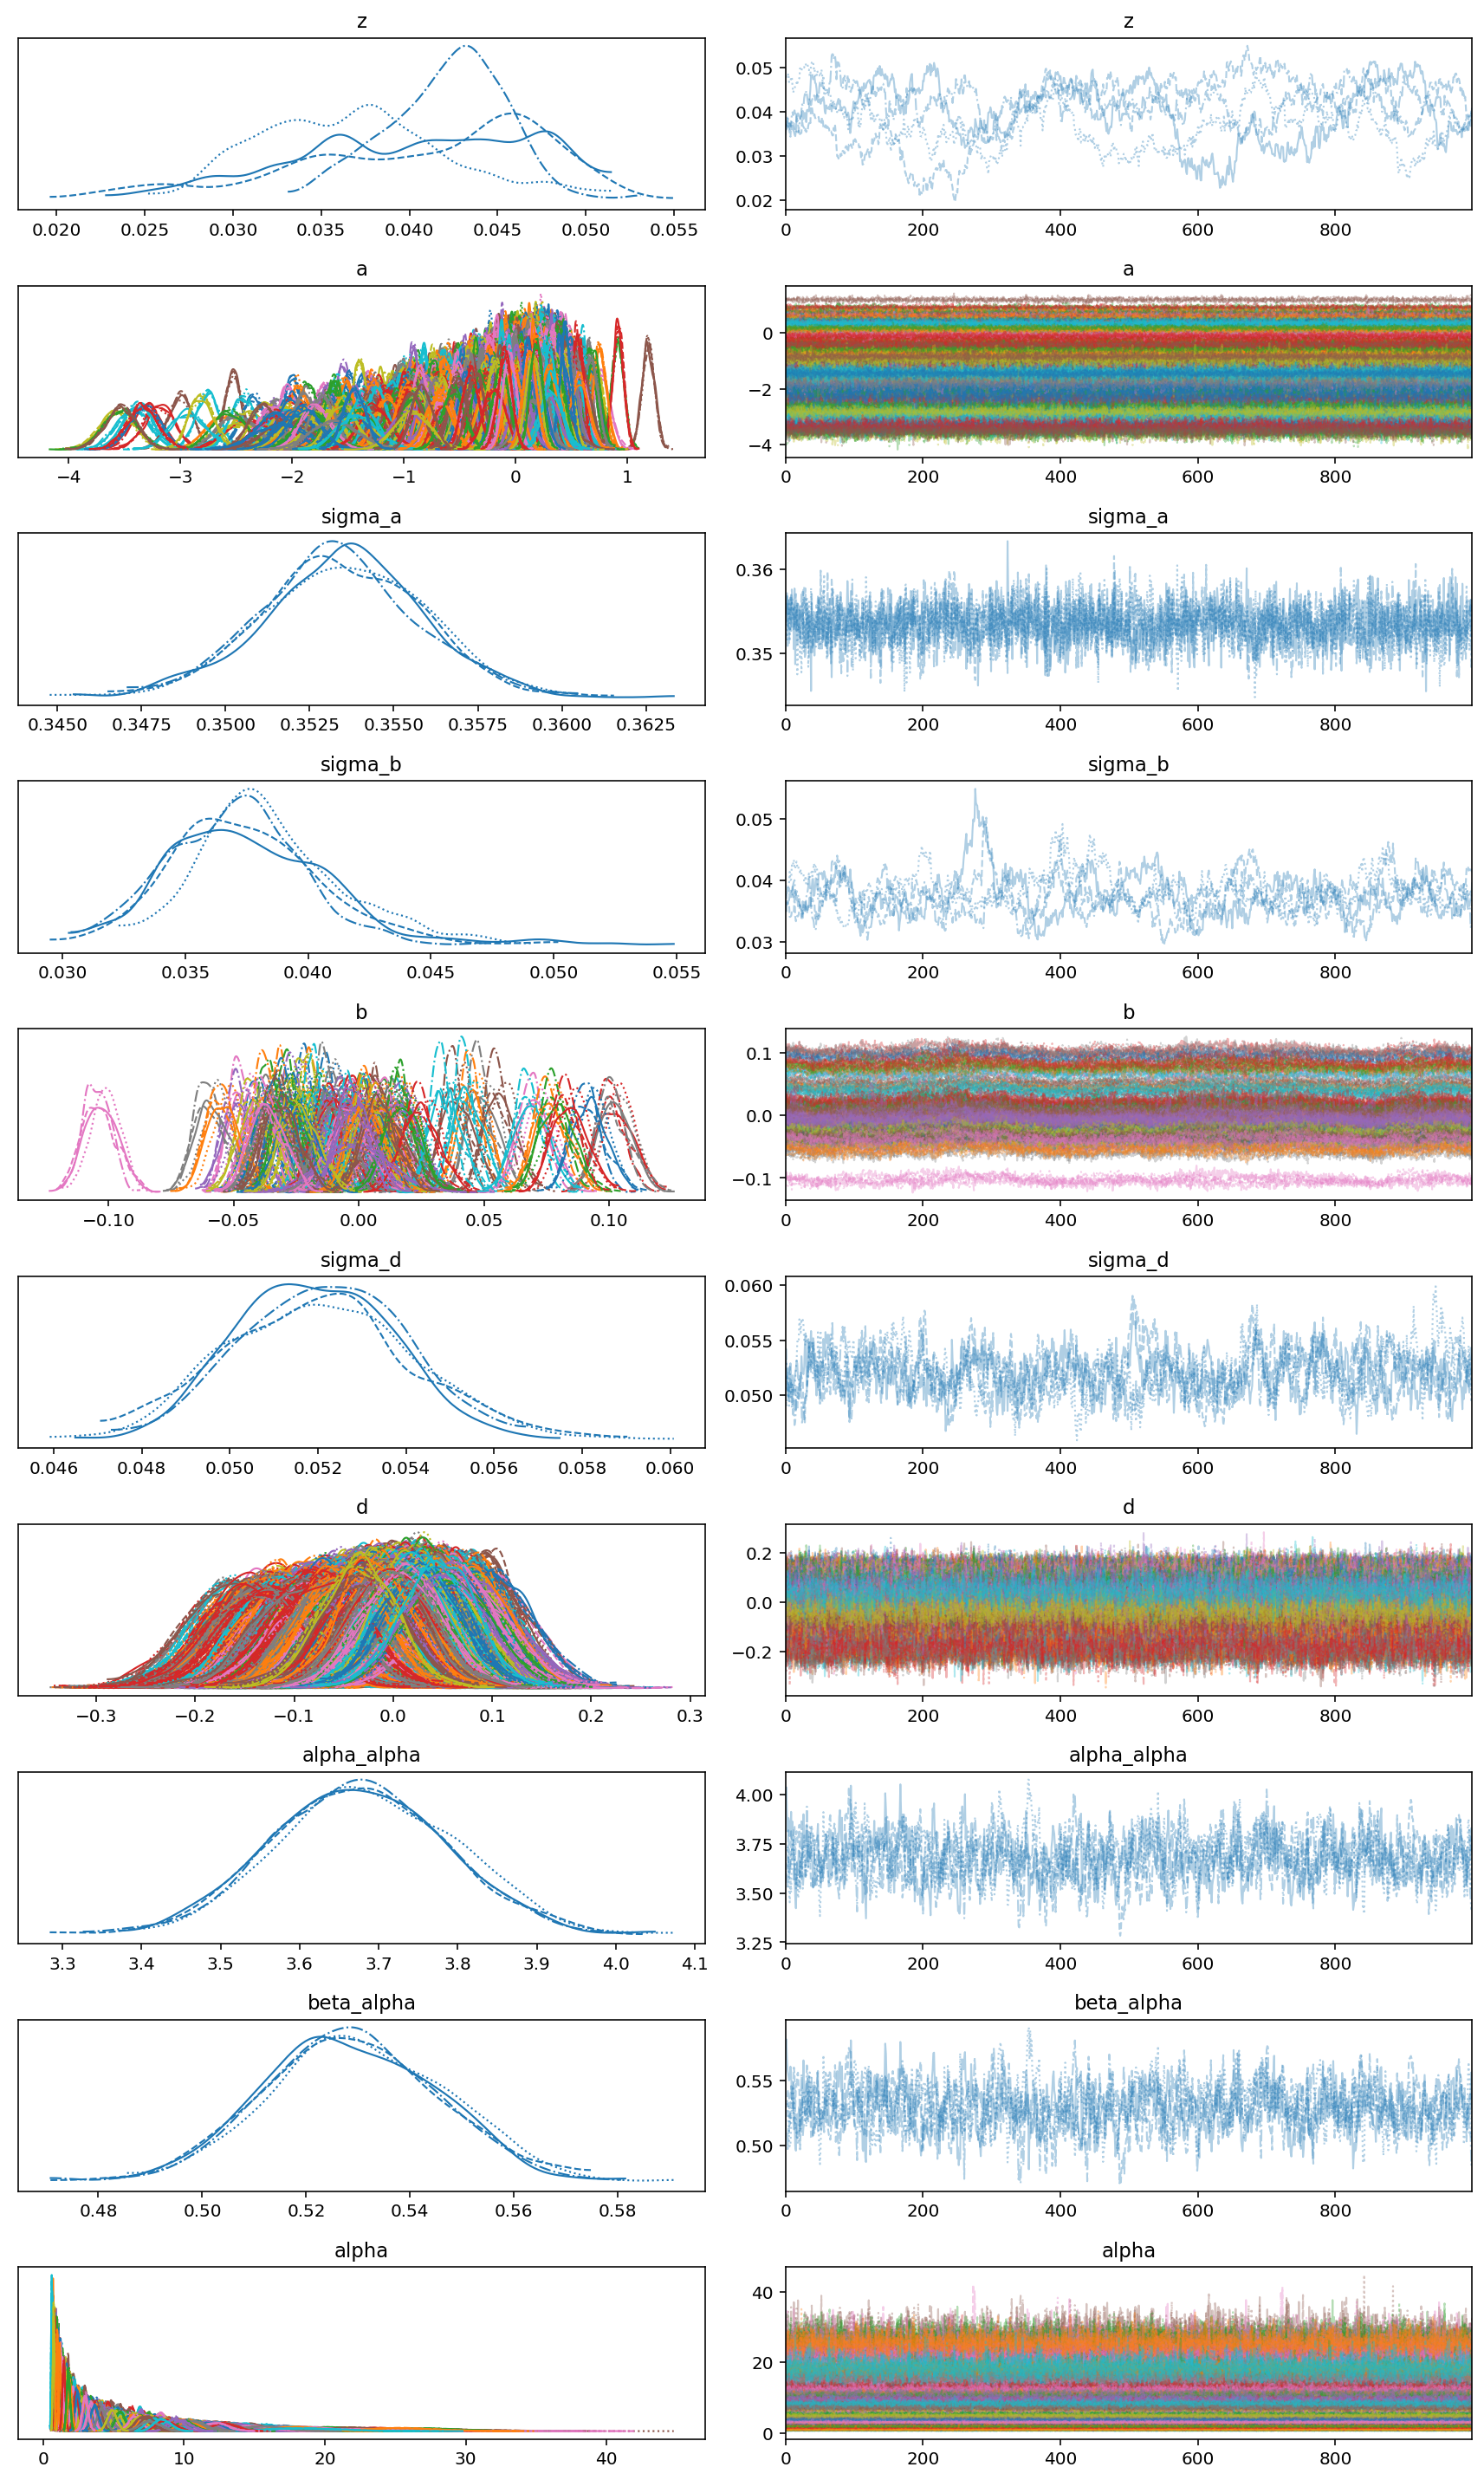 z z
0.05
0.04
0.03
0.02
0.020 0.025 0.030 0.035 0.040 0.045 0.050 0.055 0 200 400 600 800
a a
0
−2
−4
−4 −3 −2 −1 0 1 0 200 400 600 800
sigma_a sigma_a
0.36
0.35
0.3450 0.3475 0.3500 0.3525 0.3550 0.3575 0.3600 0.3625 0 200 400 600 800
sigma_b sigma_b
0.05
0.04
0.03
0.030 0.035 0.040 0.045 0.050 0.055 0 200 400 600 800
b b
0.1
0.0
−0.1
−0.10 −0.05 0.00 0.05 0.10 0 200 400 600 800
sigma_d sigma_d
0.060
0.055
0.050
0.046 0.048 0.050 0.052 0.054 0.056 0.058 0.060 0 200 400 600 800
d d
0.2
0.0
−0.2
−0.3 −0.2 −0.1 0.0 0.1 0.2 0.3 0 200 400 600 800
alpha_alpha alpha_alpha
4.00
3.75
3.50
3.25
3.3 3.4 3.5 3.6 3.7 3.8 3.9 4.0 4.1 0 200 400 600 800
beta_alpha beta_alpha
0.55
0.50
0.48 0.50 0.52 0.54 0.56 0.58 0 200 400 600 800
alpha alpha
40
20
0
0 10 20 30 40 0 200 400 600 800